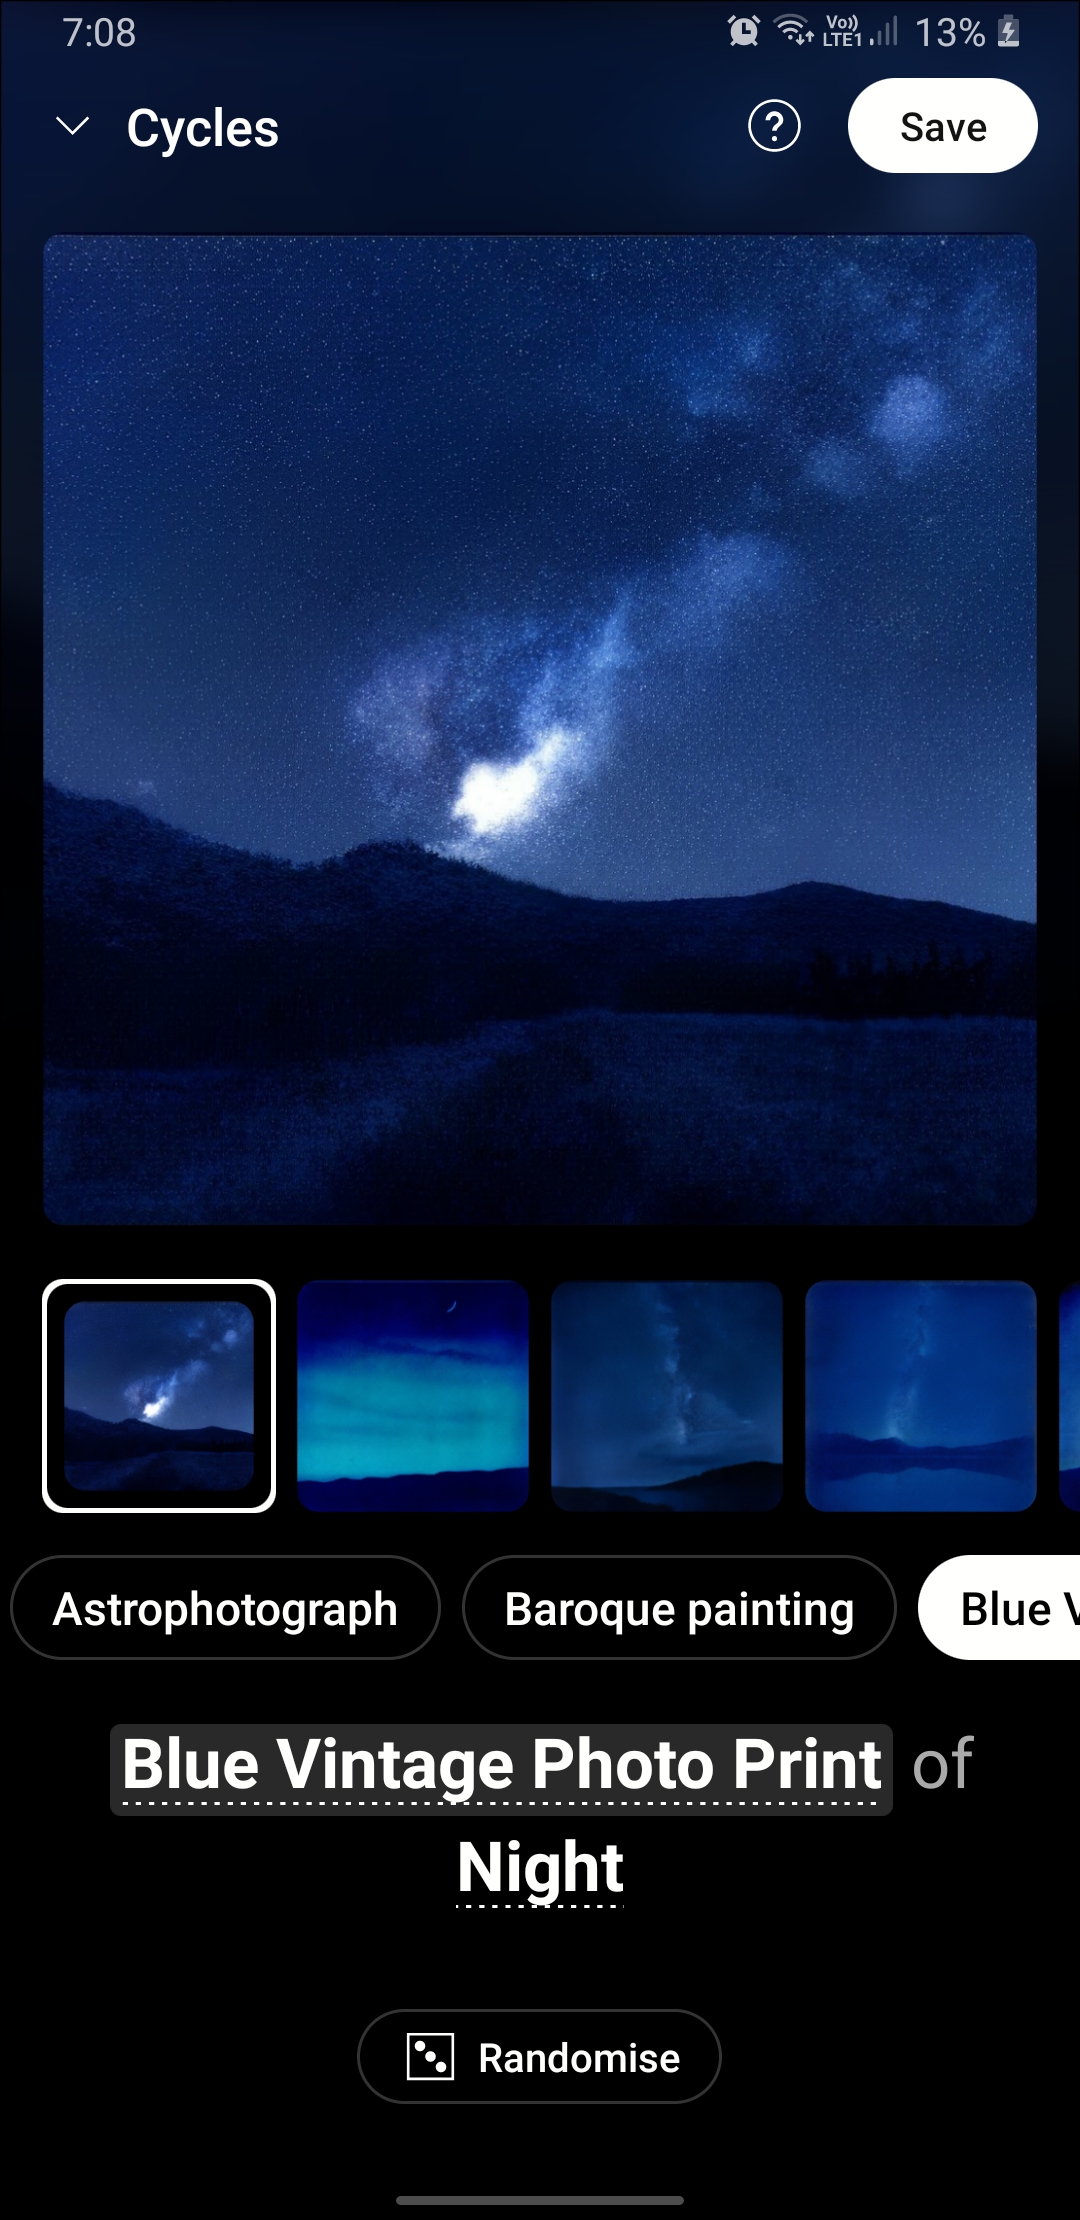 7:08 Vo)) LTE1 13%
Cycles ? Save
Astrophotograph Baroque painting Blue V
Blue Vintage Photo Print of
Night
Randomise